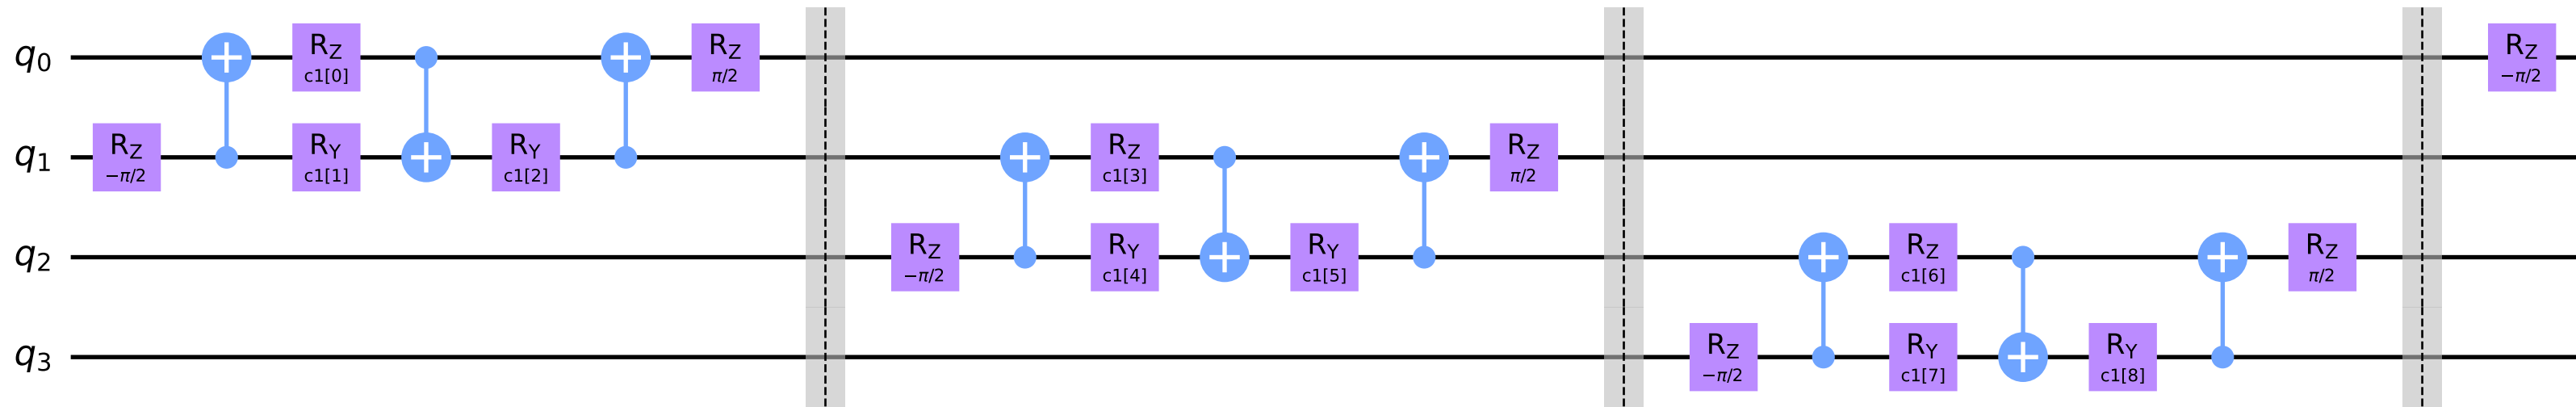 q0 RZ c1[0] RZ π/2 RZ −π/2
q1 RZ −π/2 RY c1[1] RY c1[2] RZ c1[3] RZ π/2
q2 RZ −π/2 RY c1[4] RY c1[5] RZ c1[6] RZ π/2
q3 RZ −π/2 RY c1[7] RY c1[8]